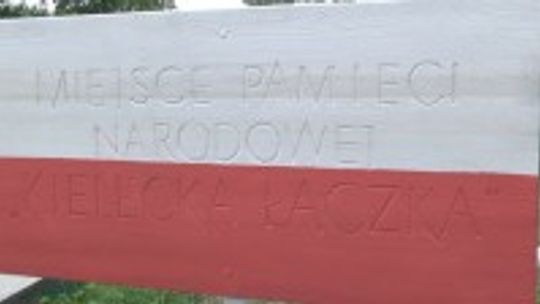 MIEJSCE PAMIĘCI
NARODOWEJ
„KIELECKA ŁĄCZKA”